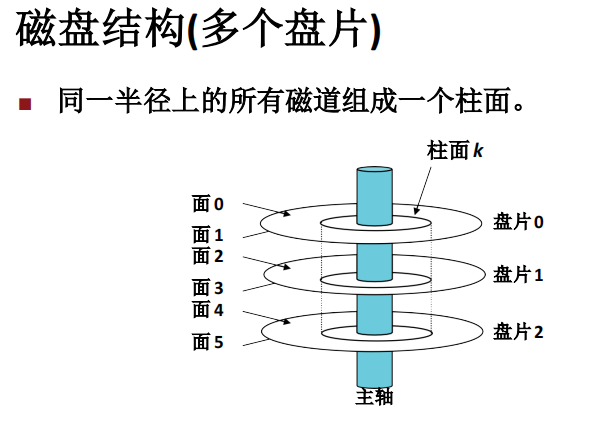 磁盘结构(多个盘片)
同一半径上的所有磁道组成一个柱面。
柱面 k
面 0
面 1
面 2
面 3
面 4
面 5
盘片 0
盘片 1
盘片 2
主轴